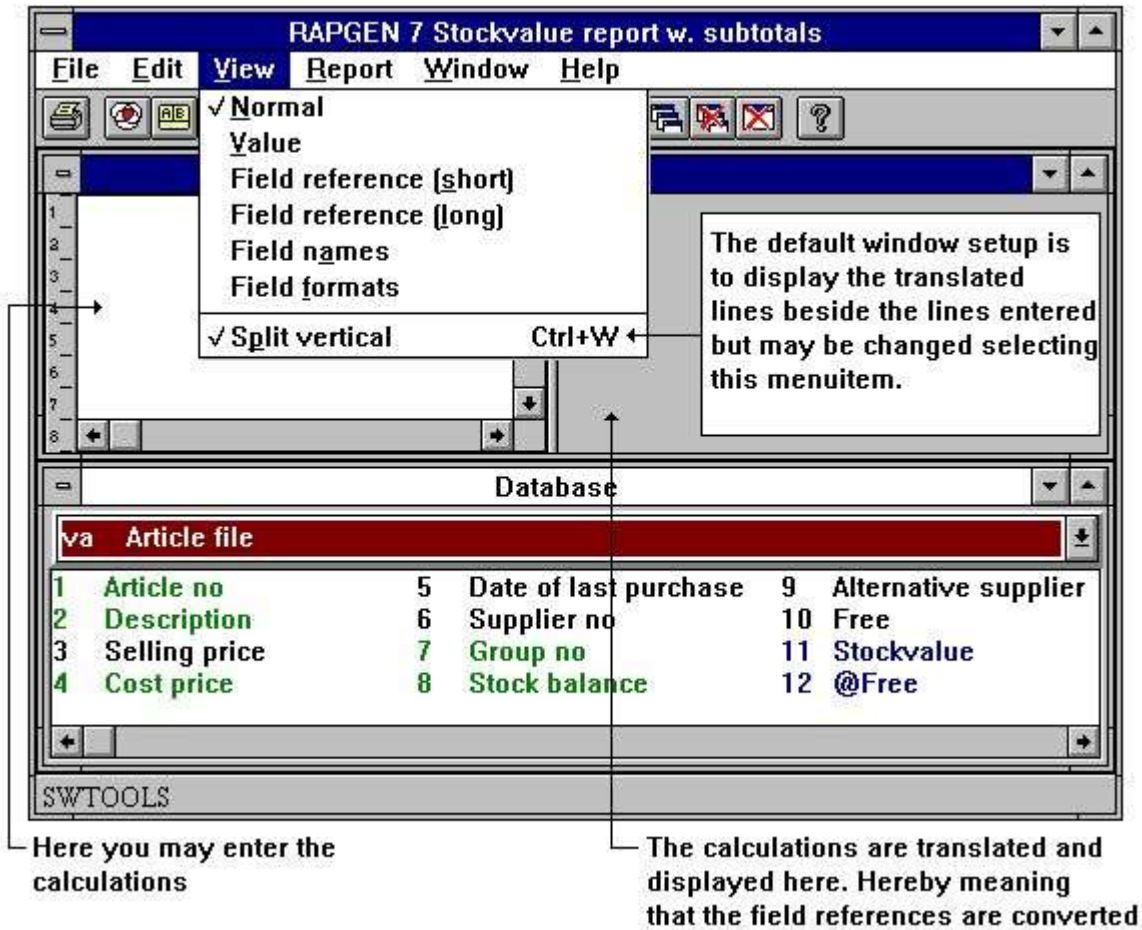 RAPGEN 7 Stockvalue report w. subtotals
File Edit View Report Window Help
A B
✓ Normal
Value
Field reference (short)
Field reference (long)
Field names
Field formats
✓ Split vertical Ctrl+W
1
2
3
4
5
6
7
8
The default window setup is
to display the translated
lines beside the lines entered
but may be changed selecting
this menuitem.
Database
va Article file
1 Article no 5 Date of last purchase 9 Alternative supplier
2 Description 6 Supplier no 10 Free
3 Selling price 7 Group no 11 Stockvalue
4 Cost price 8 Stock balance 12 @Free
SWTOOLS
Here you may enter the
calculations
The calculations are translated and
displayed here. Hereby meaning
that the field references are converted